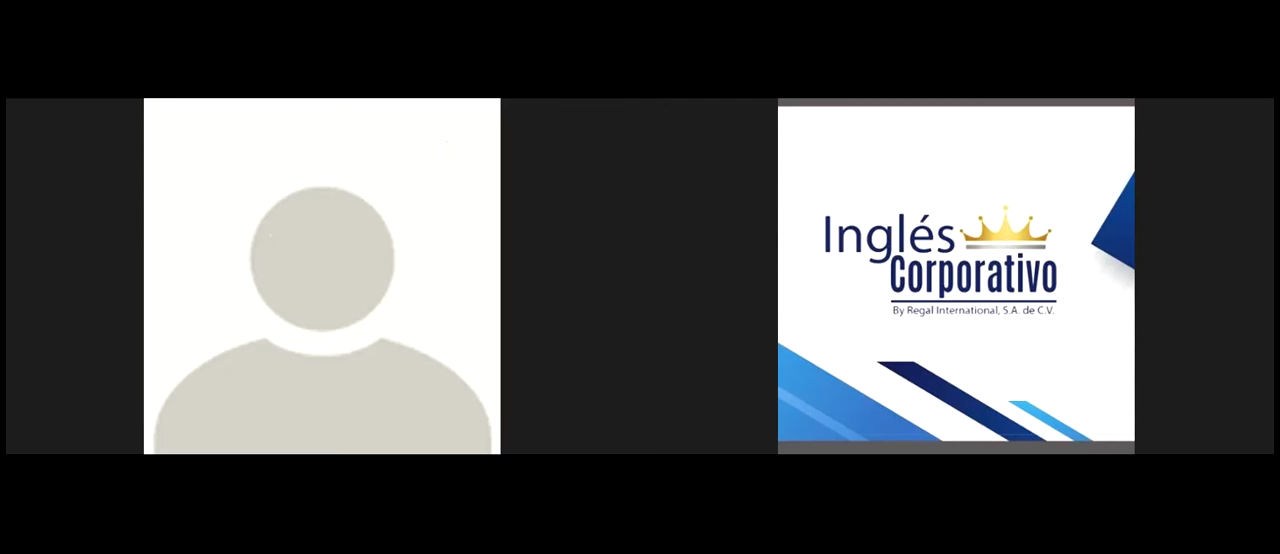 Inglés
Corporativo
By Regal International, S.A. de C.V.